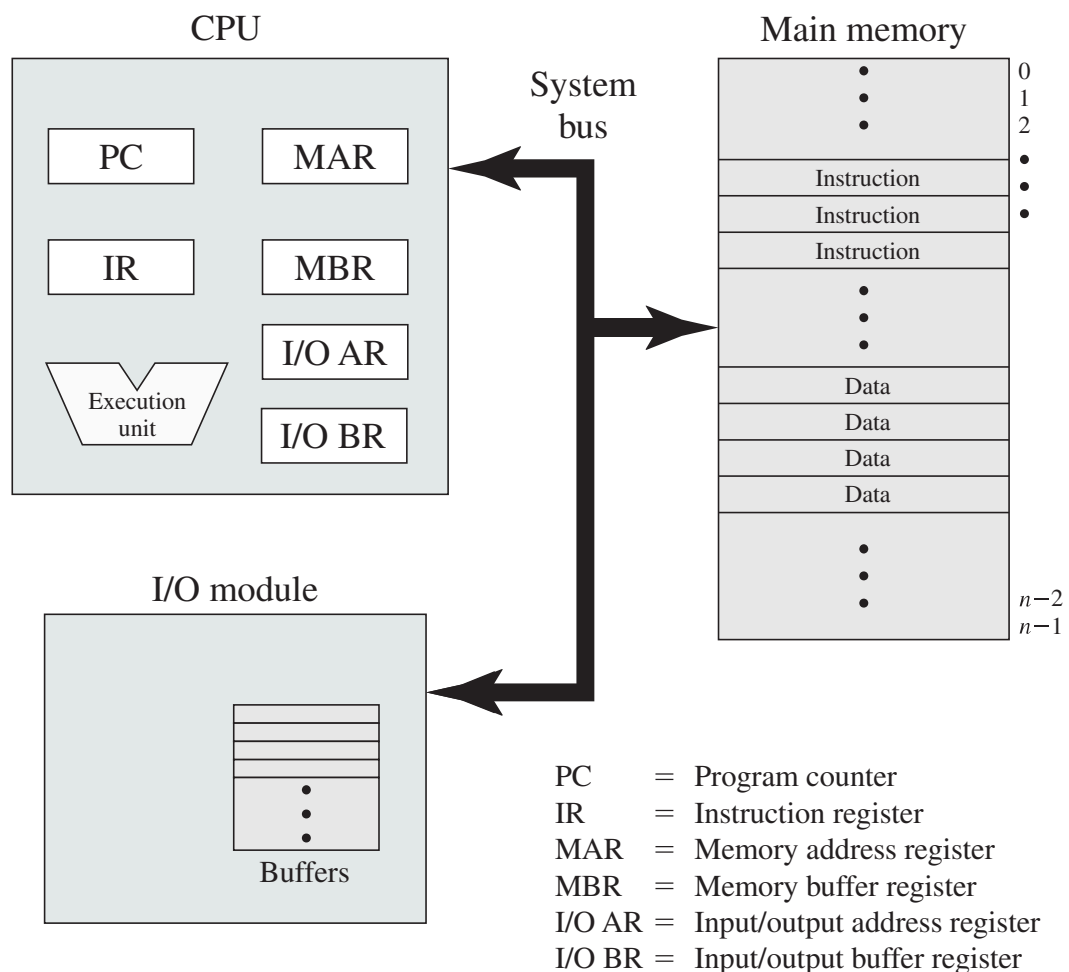 CPU
PC
MAR
IR
MBR
I/O AR
I/O BR
Execution
unit
System
bus
Main memory
0
1
2
Instruction
Instruction
Instruction
Data
Data
Data
Data
n−2
n−1
I/O module
Buffers
PC = Program counter
IR = Instruction register
MAR = Memory address register
MBR = Memory buffer register
I/O AR = Input/output address register
I/O BR = Input/output buffer register